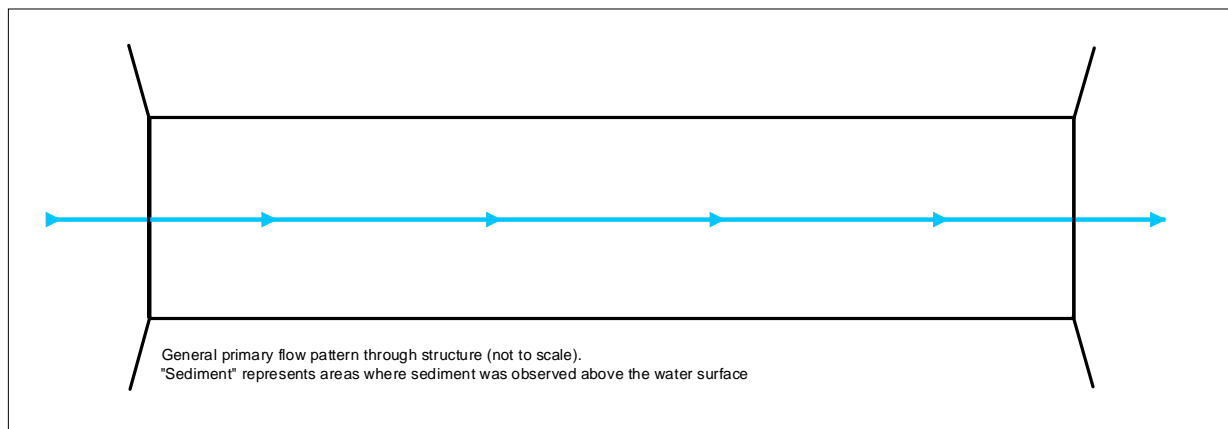 General primary flow pattern through structure (not to scale).
"Sediment" represents areas where sediment was observed above the water surface